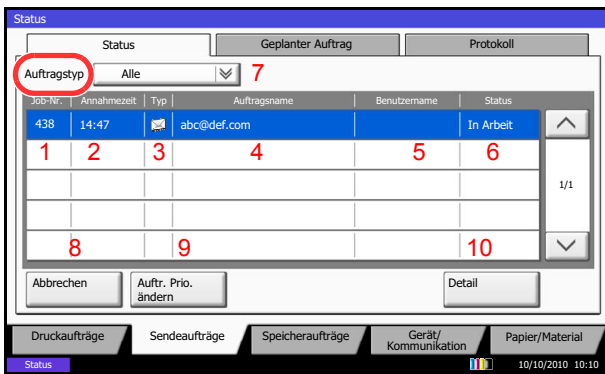 Status
Status Geplanter Auftrag Protokoll
Auftragstyp Alle 7
Job-Nr. Annahmezeit Typ Auftragsname Benutzername Status
438 14:47 abc@def.com In Arbeit
1 2 3 4 5 6
1/1
8 9 10
Abbrechen Auftr. Prio. ändern Detail
Druckaufträge Sendeaufträge Speicheraufträge Gerät/ Kommunikation Papier/Material
Status 10/10/2010 10:10